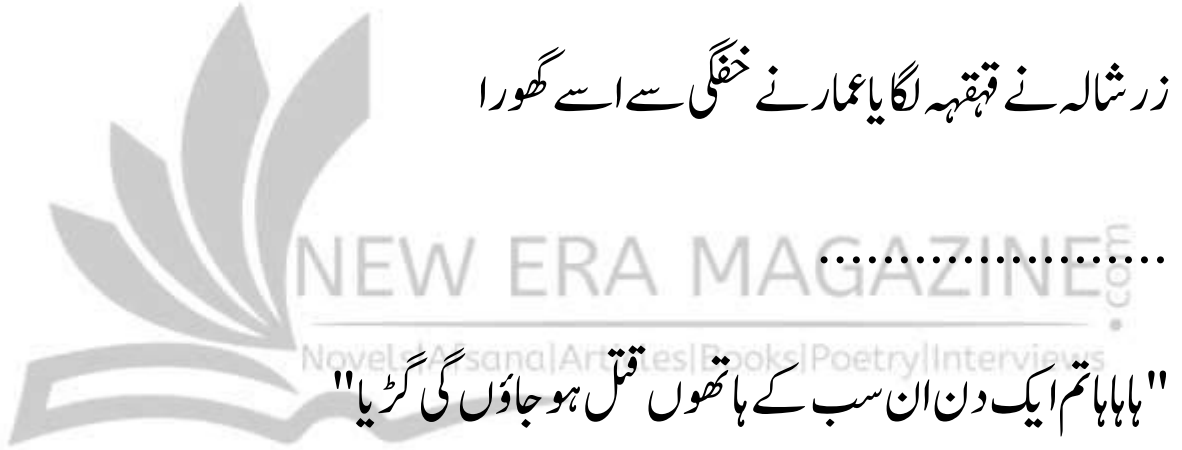 زرشالہ نے قہقہہ لگایا عمار نے خفگی سے اسے گھورا
......................
NEW ERA MAGAZINE.com
Novels|Afsana|Articles|Books|Poetry|Interviews
"ہاہاہا تم ایک دن ان سب کے ہاتھوں قتل ہو جاؤں گی گڑیا"